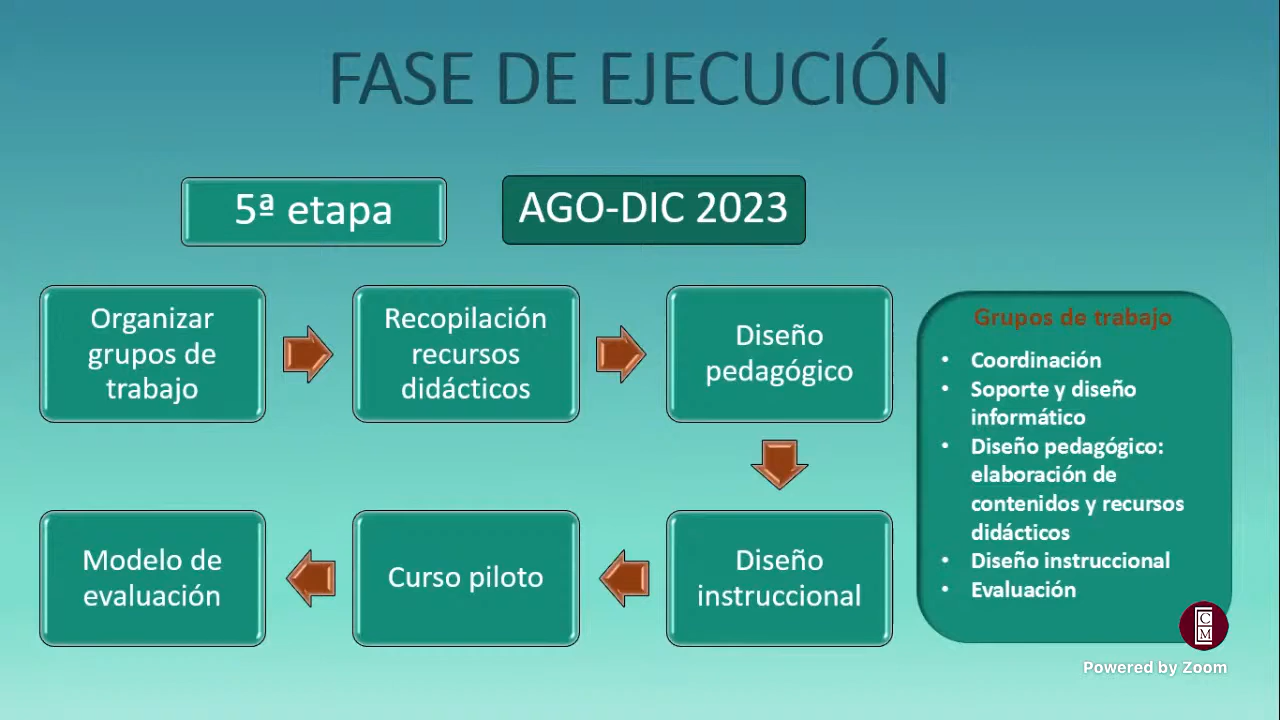 FASE DE EJECUCIÓN
5ª etapa
AGO-DIC 2023
Organizar
grupos de
trabajo
Recopilación
recursos
didácticos
Diseño
pedagógico
Diseño
instruccional
Curso piloto
Modelo de
evaluación
Grupos de trabajo
• Coordinación
• Soporte y diseño
informático
• Diseño pedagógico:
elaboración de
contenidos y recursos
didácticos
• Diseño instruccional
• Evaluación
C
M
Powered by Zoom